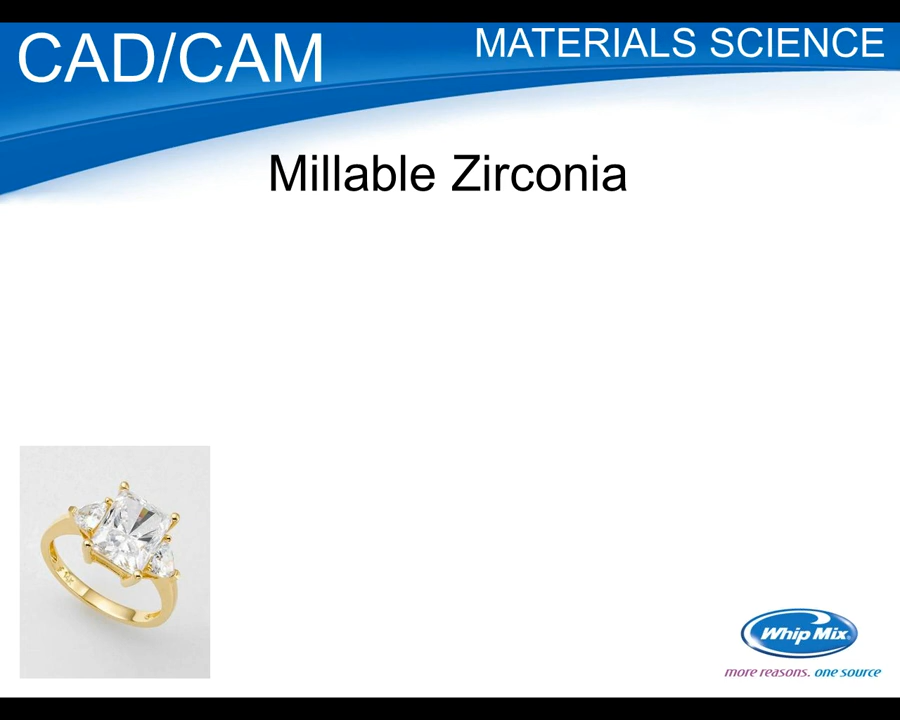 CAD/CAM
MATERIALS SCIENCE
Millable Zirconia
Whip Mix
more reasons. one source